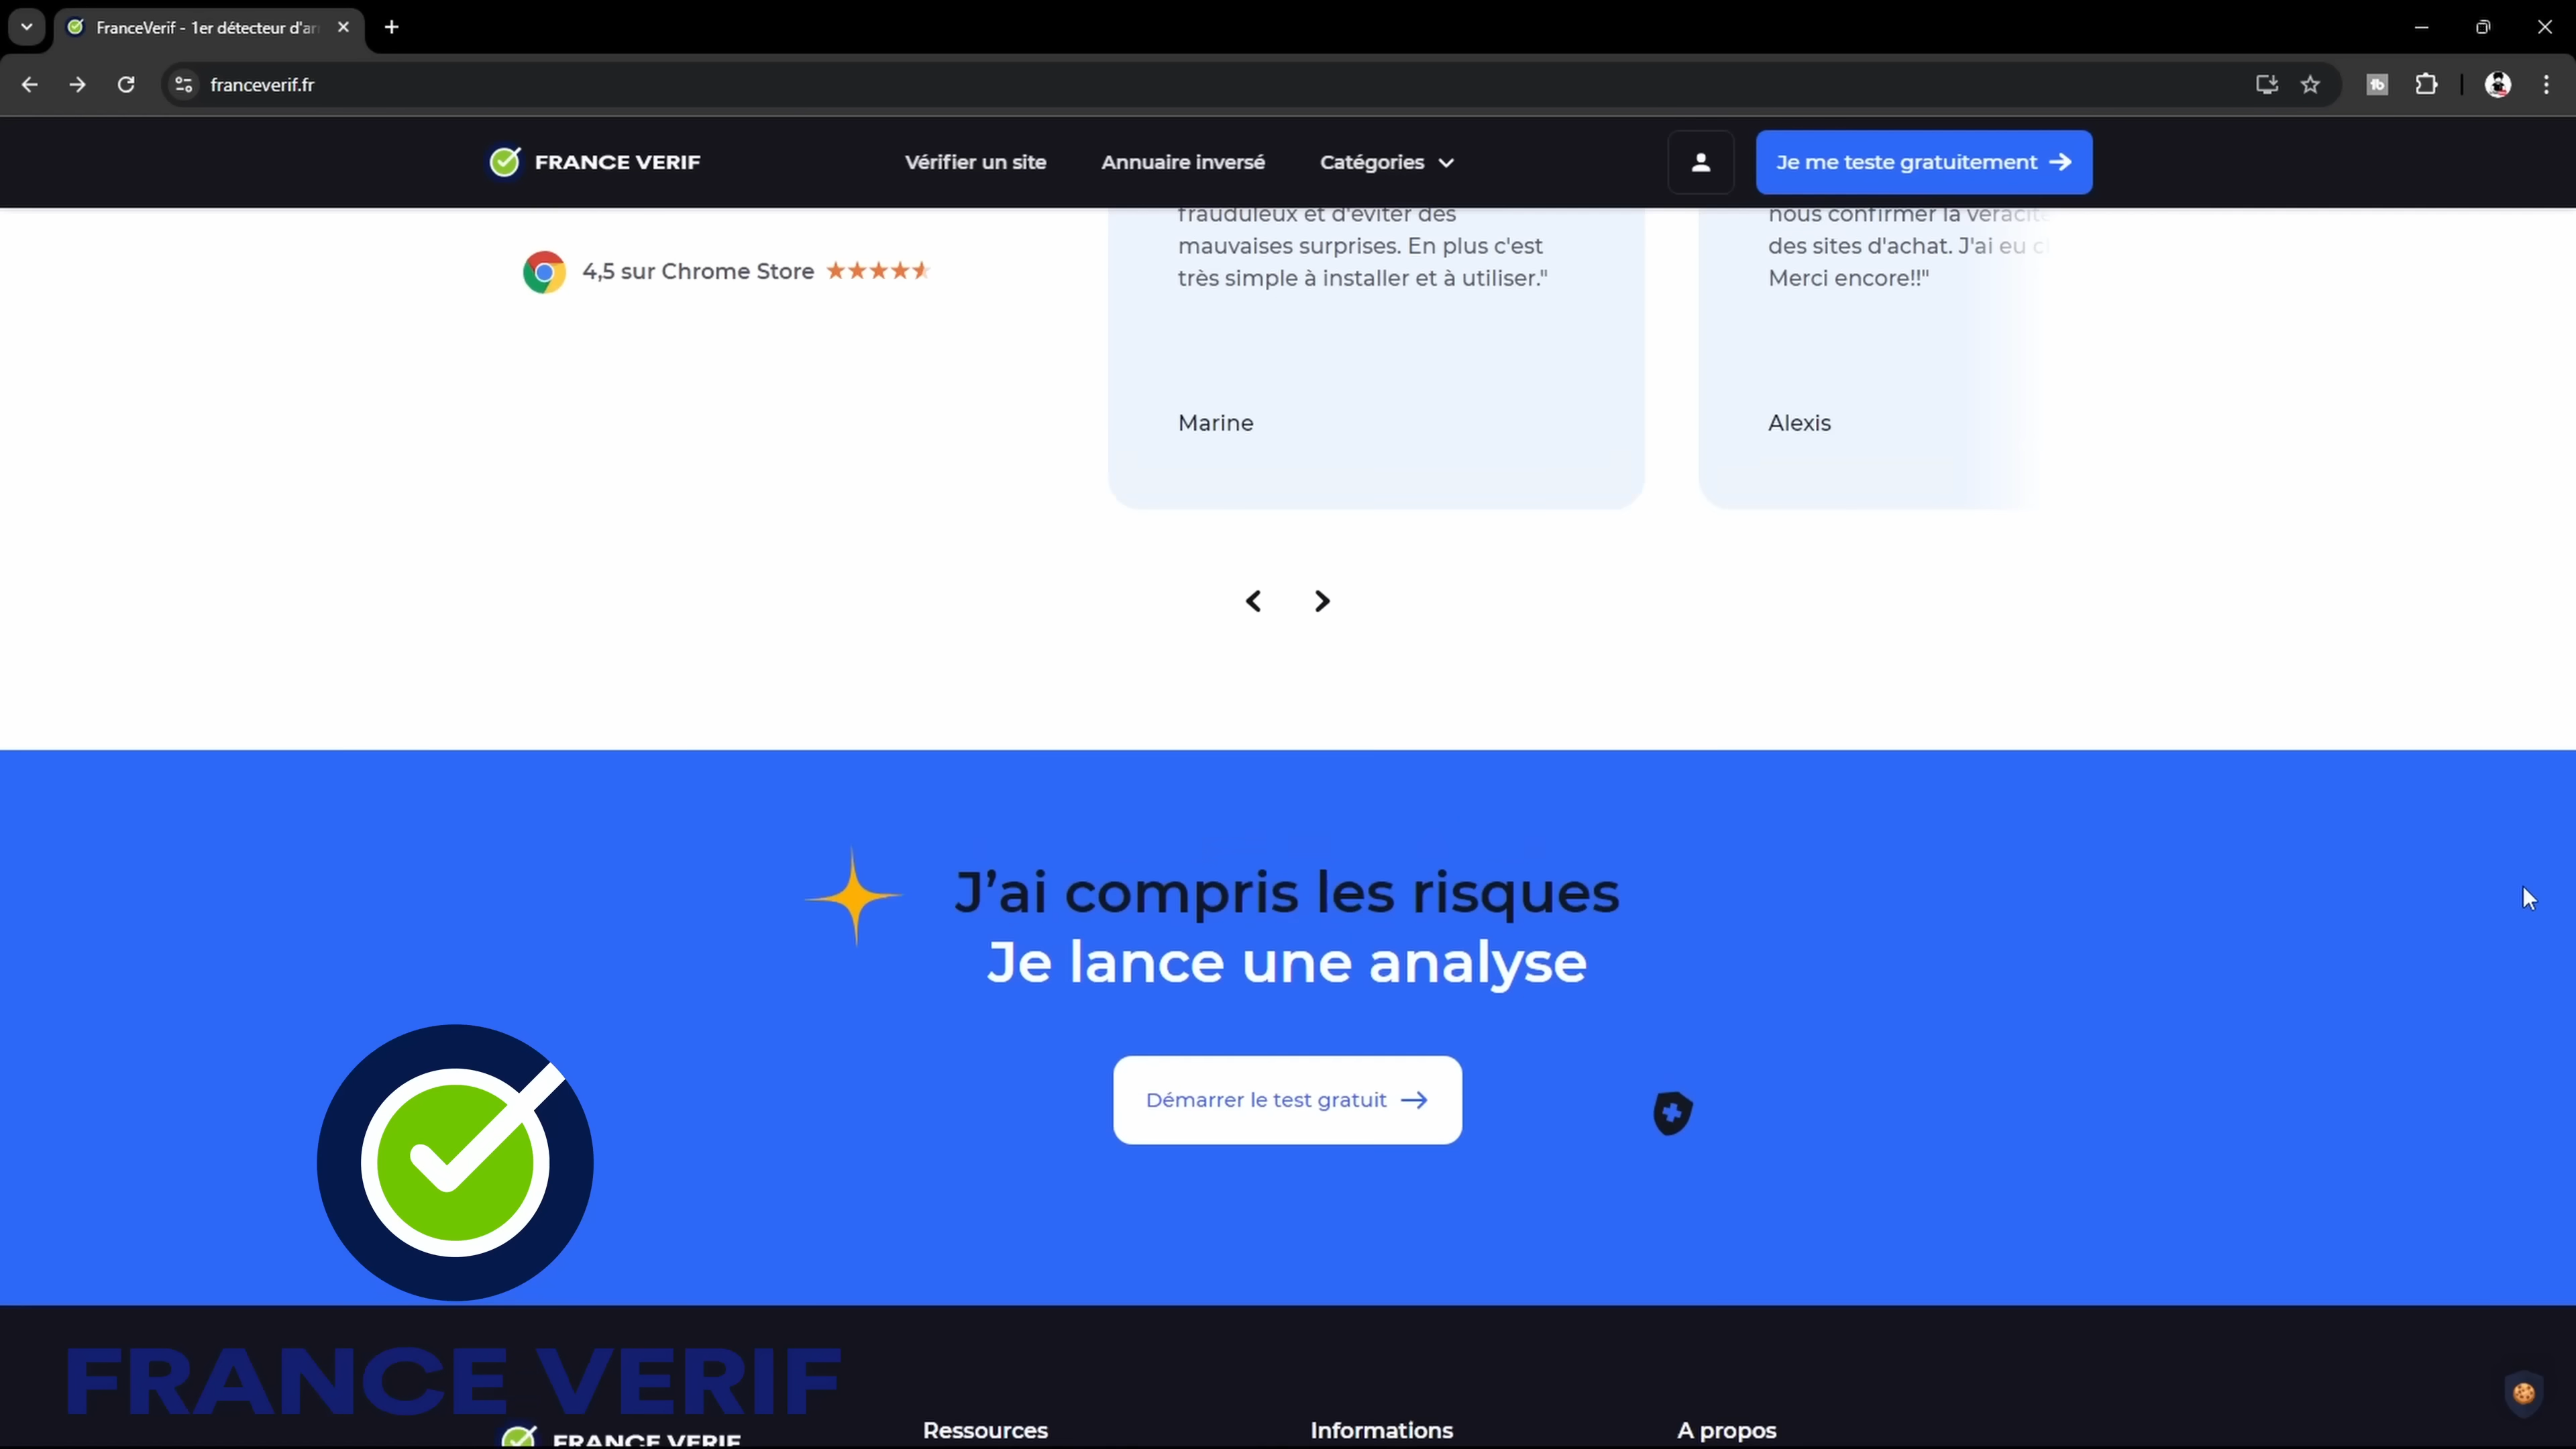 FranceVerif - 1er détecteur d'ar
franceverif.fr
FRANCE VERIF
Vérifier un site
Annuaire inversé
Catégories
Je me teste gratuitement
4,5 sur Chrome Store
frauduleux et d'éviter des
mauvaises surprises. En plus c'est
très simple à installer et à utiliser."
Marine
nous confirmer la véracité
des sites d'achat. J'ai eu
Merci encore!!"
Alexis
J'ai compris les risques
Je lance une analyse
Démarrer le test gratuit
FRANCE VERIF
FRANCE VERIF
Ressources
Informations
A propos